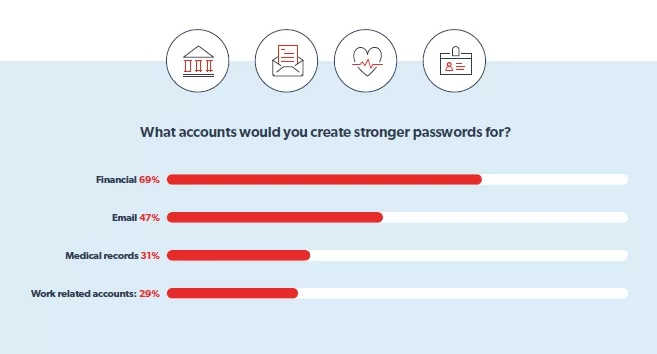 What accounts would you create stronger passwords for?
Financial 69%
Email 47%
Medical records 31%
Work related accounts: 29%